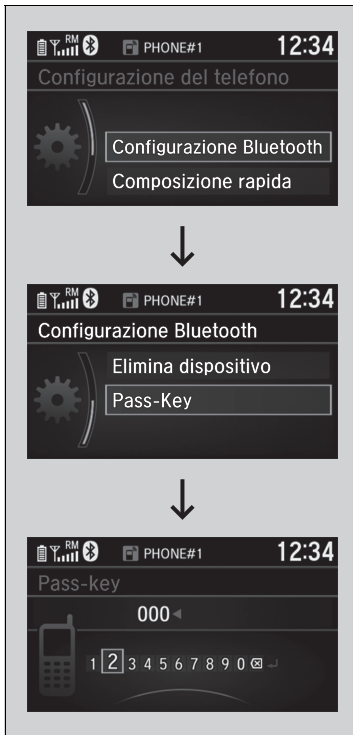 RM PHONE#1 12:34
Configurazione del telefono
Configurazione Bluetooth
Composizione rapida
RM PHONE#1 12:34
Configurazione Bluetooth
Elimina dispositivo
Pass-Key
RM PHONE#1 12:34
Pass-key
000
1 2 3 4 5 6 7 8 9 0